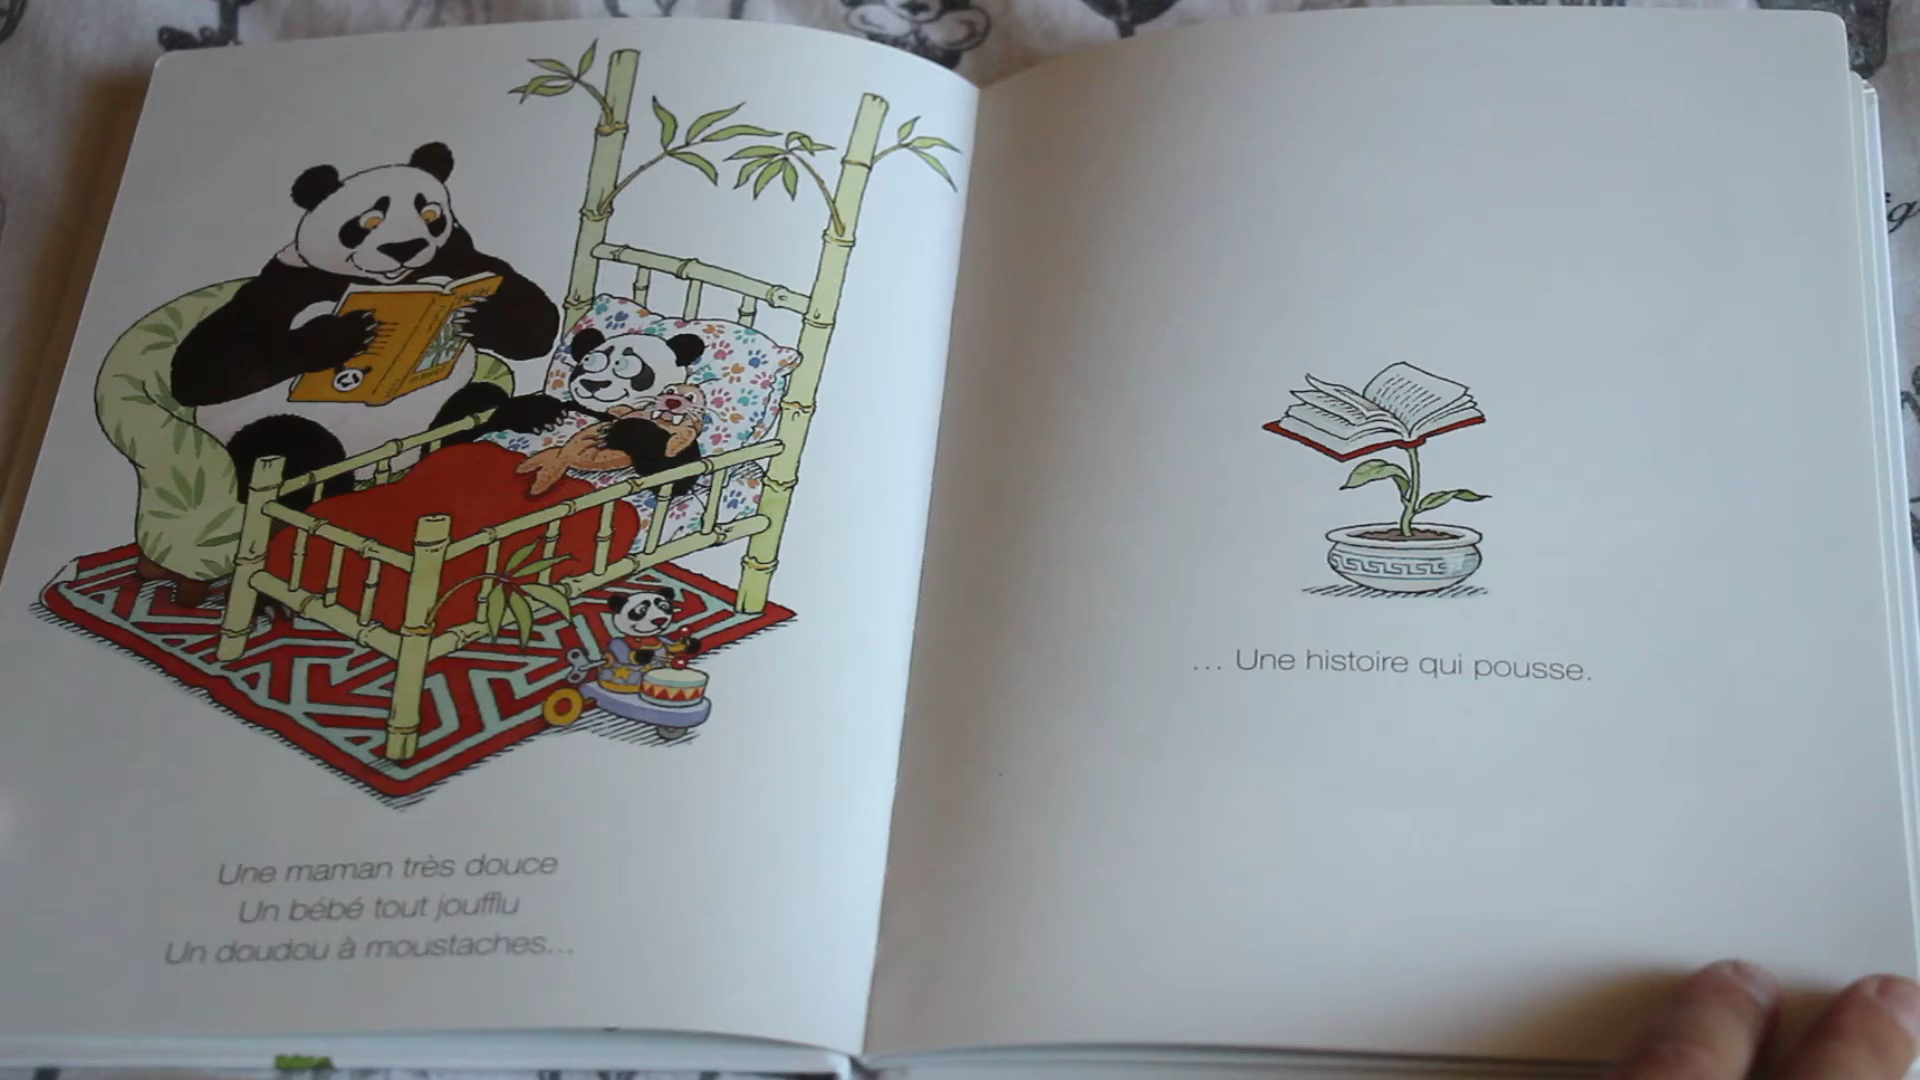 Une maman très douce
Un bébé tout joufflu
Un doudou à moustaches...
... Une histoire qui pousse.